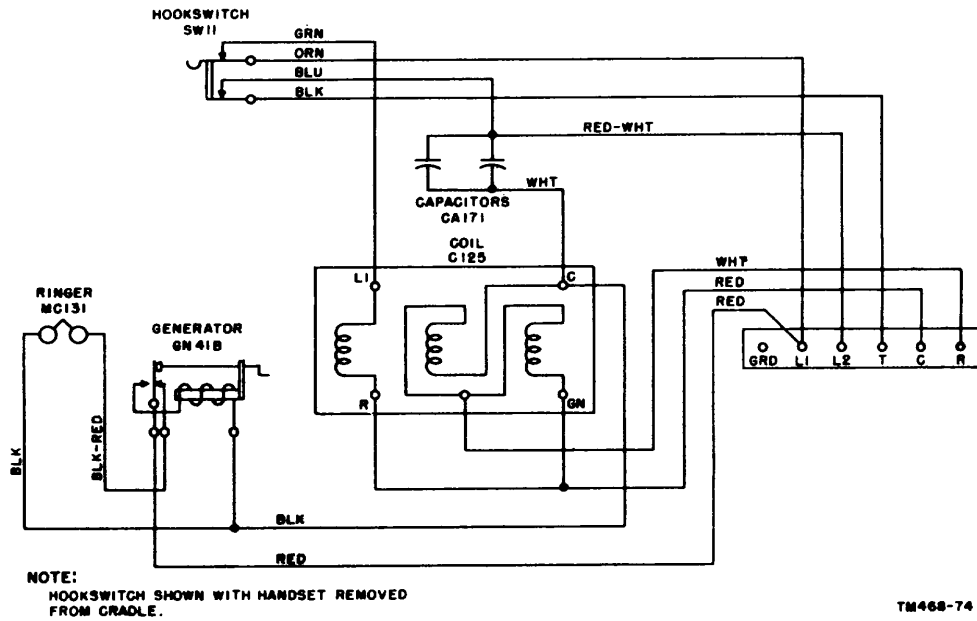 HOOKSWITCH
SW11
GRN
ORN
BLU
BLK
RED-WHT
WHT
CAPACITORS
CA171
COIL
C125
L1
C
WHT
RED
RED
RINGER
MC131
GENERATOR
GN41B
GRD
L1
L2
T
C
R
R
GN
BLK
BLK-RED
BLK
RED
NOTE:
HOOKSWITCH SHOWN WITH HANDSET REMOVED
FROM CRADLE.
TM468-74